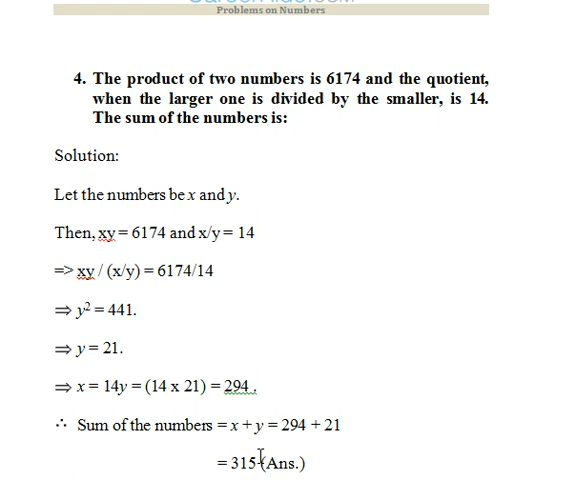 Problems on Numbers
4. The product of two numbers is 6174 and the quotient,
when the larger one is divided by the smaller, is 14.
The sum of the numbers is:
Solution:
Let the numbers be x and y.
Then, xy = 6174 and x/y = 14
=> xy / (x/y) = 6174/14
⇒ y² = 441.
⇒ y = 21.
⇒ x = 14y = (14 x 21) = 294 .
∴ Sum of the numbers = x + y = 294 + 21
= 315 (Ans.)